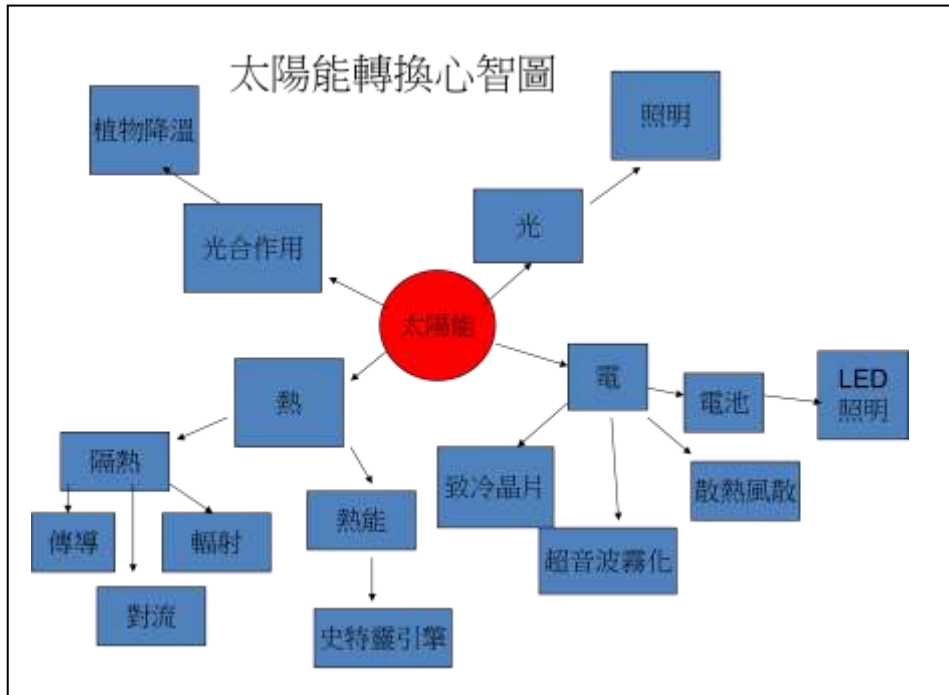 太陽能轉換心智圖
植物降溫
照明
光合作用
光
太陽能
熱
電
電池
LED
照明
隔熱
致冷晶片
散熱風散
傳導
輻射
熱能
超音波霧化
對流
史特靈引擎